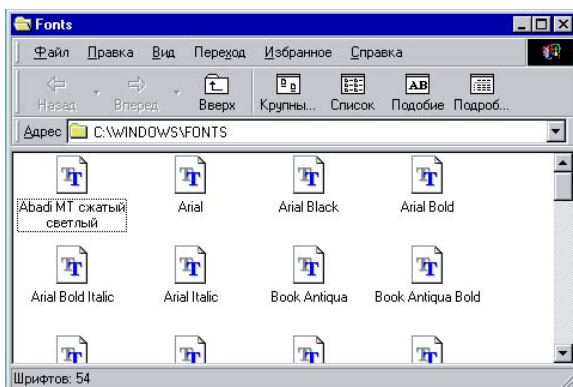 Fonts
Файл Правка Вид Переход Избранное Справка
Назад Вперед Вверх Крупны... Список Подобие Подроб...
Адрес C:\WINDOWS\FONTS
Abadi MT сжатый светлый Arial Arial Black Arial Bold
Arial Bold Italic Arial Italic Book Antiqua Book Antiqua Bold
Шрифтов: 54